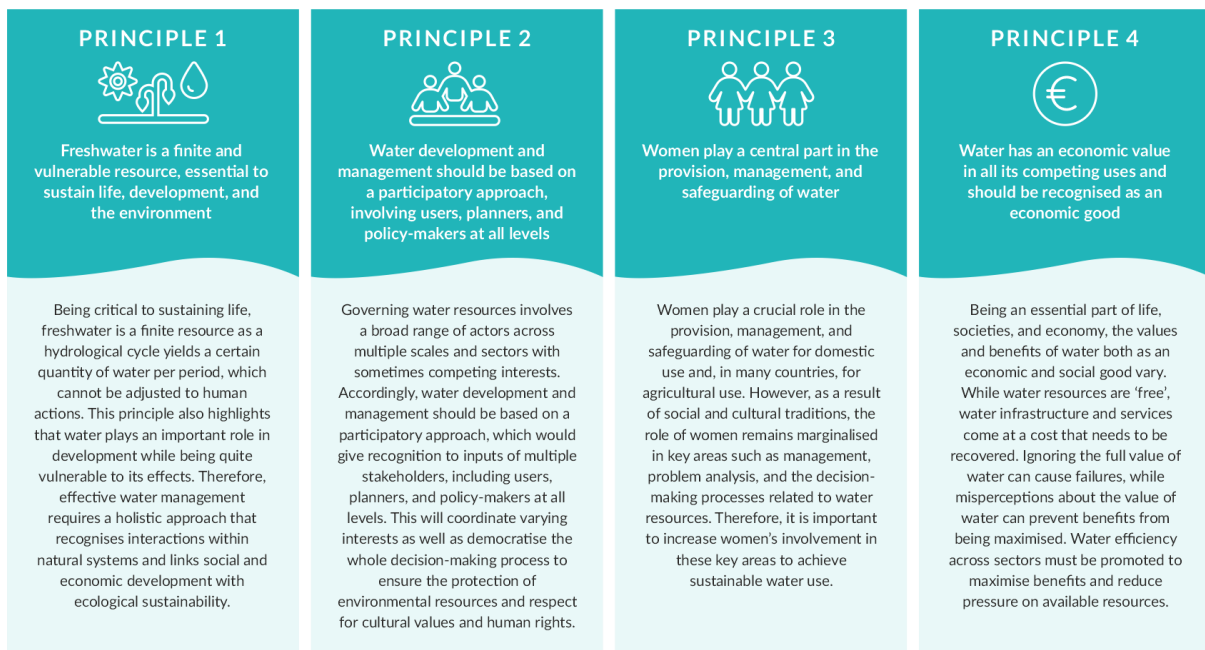 PRINCIPLE 1
Freshwater is a finite and
vulnerable resource, essential to
sustain life, development, and
the environment
Being critical to sustaining life,
freshwater is a finite resource as a
hydrological cycle yields a certain
quantity of water per period, which
cannot be adjusted to human
actions. This principle also highlights
that water plays an important role in
development while being quite
vulnerable to its effects. Therefore,
effective water management
requires a holistic approach that
recognises interactions within
natural systems and links social and
economic development with
ecological sustainability.
PRINCIPLE 2
Water development and
management should be based on
a participatory approach,
involving users, planners, and
policy-makers at all levels
Governing water resources involves
a broad range of actors across
multiple scales and sectors with
sometimes competing interests.
Accordingly, water development and
management should be based on a
participatory approach, which would
give recognition to inputs of multiple
stakeholders, including users,
planners, and policy-makers at all
levels. This will coordinate varying
interests as well as democratise the
whole decision-making process to
ensure the protection of
environmental resources and respect
for cultural values and human rights.
PRINCIPLE 3
Women play a central part in the
provision, management, and
safeguarding of water
Women play a crucial role in the
provision, management, and
safeguarding of water for domestic
use and, in many countries, for
agricultural use. However, as a result
of social and cultural traditions, the
role of women remains marginalised
in key areas such as management,
problem analysis, and the decision-
making processes related to water
resources. Therefore, it is important
to increase women's involvement in
these key areas to achieve
sustainable water use.
PRINCIPLE 4
€
Water has an economic value
in all its competing uses and
should be recognised as an
economic good
Being an essential part of life,
societies, and economy, the values
and benefits of water both as an
economic and social good vary.
While water resources are ‘free’,
water infrastructure and services
come at a cost that needs to be
recovered. Ignoring the full value of
water can cause failures, while
misperceptions about the value of
water can prevent benefits from
being maximised. Water efficiency
across sectors must be promoted to
maximise benefits and reduce
pressure on available resources.